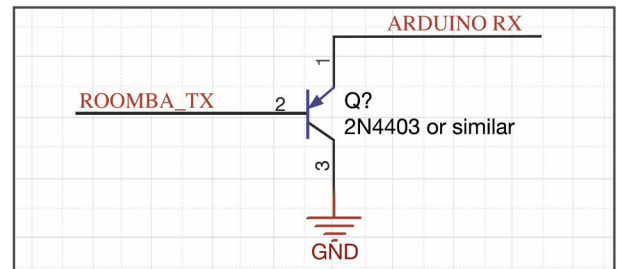 ARDUINO RX
1
ROOMBA_TX
2
Q?
2N4403 or similar
3
GND